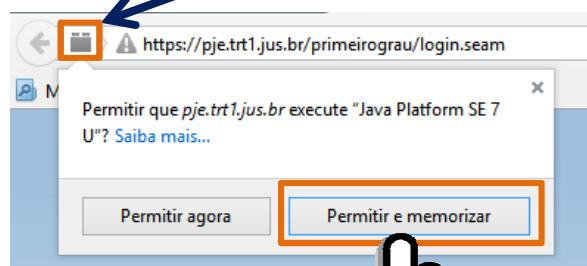 https://pje.trt1.jus.br/primeirograu/login.seam
M
Permitir que pje.trt1.jus.br execute "Java Platform SE 7
U"? Saiba mais...
Permitir agora
Permitir e memorizar